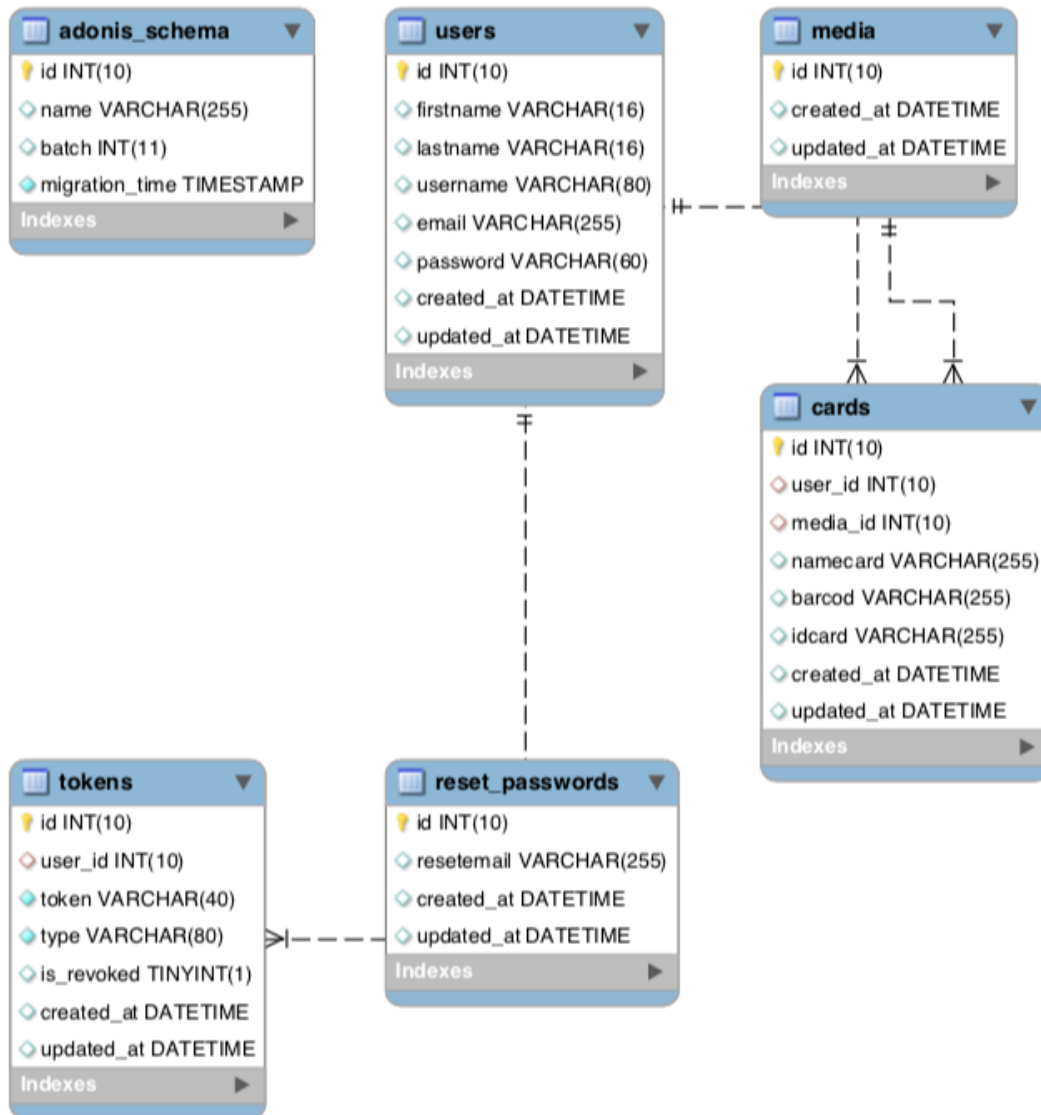 adonis_schema
id INT(10)
name VARCHAR(255)
batch INT(11)
migration_time TIMESTAMP
Indexes
users
id INT(10)
firstname VARCHAR(16)
lastname VARCHAR(16)
username VARCHAR(80)
email VARCHAR(255)
password VARCHAR(60)
created_at DATETIME
updated_at DATETIME
Indexes
media
id INT(10)
created_at DATETIME
updated_at DATETIME
Indexes
cards
id INT(10)
user_id INT(10)
media_id INT(10)
namecard VARCHAR(255)
barcod VARCHAR(255)
idcard VARCHAR(255)
created_at DATETIME
updated_at DATETIME
Indexes
tokens
id INT(10)
user_id INT(10)
token VARCHAR(40)
type VARCHAR(80)
is_revoked TINYINT(1)
created_at DATETIME
updated_at DATETIME
Indexes
reset_passwords
id INT(10)
resetemail VARCHAR(255)
created_at DATETIME
updated_at DATETIME
Indexes